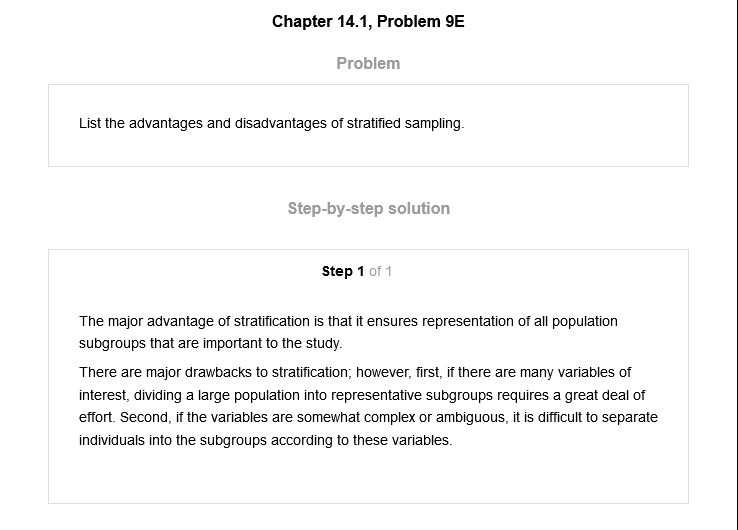 Chapter 14.1, Problem 9E
Problem
List the advantages and disadvantages of stratified sampling.
Step-by-step solution
Step 1 of 1
The major advantage of stratification is that it ensures representation of all population
subgroups that are important to the study.
There are major drawbacks to stratification; however, first, if there are many variables of
interest, dividing a large population into representative subgroups requires a great deal of
effort. Second, if the variables are somewhat complex or ambiguous, it is difficult to separate
individuals into the subgroups according to these variables.